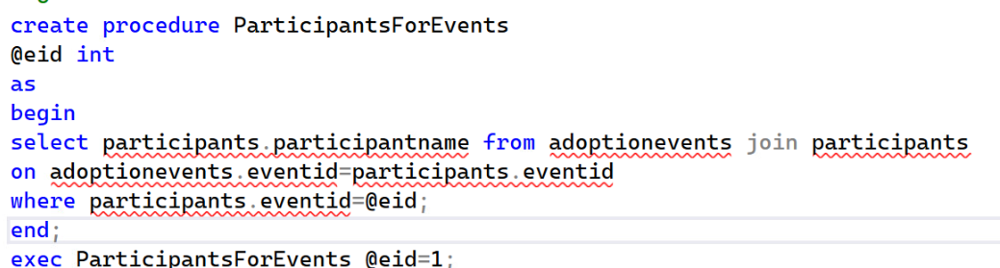 create procedure ParticipantsForEvents
@eid int
as
begin
select participants.participantname from adoptionevents join participants
on adoptionevents.eventid=participants.eventid
where participants.eventid=@eid;
end;
exec ParticipantsForEvents @eid=1;